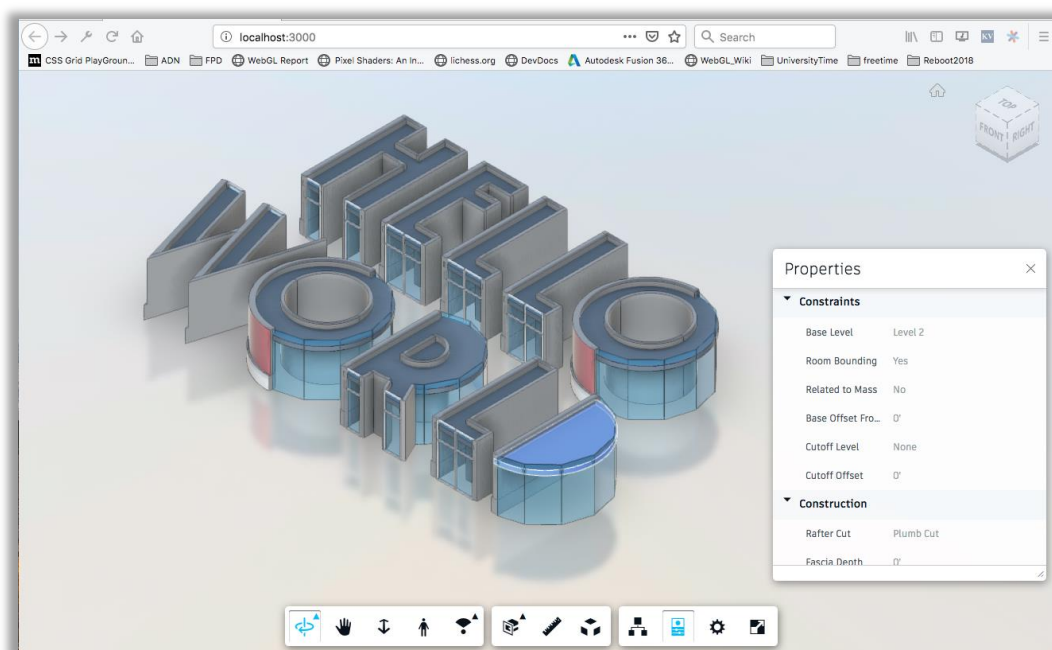 localhost:3000
Search
m CSS Grid PlayGroun... ADN FPD WebGL Report Pixel Shaders: An In... lichess.org DevDocs Autodesk Fusion 36... WebGL_Wiki UniversityTime freetime Reboot2018
TOP
FRONT RIGHT
HELLO
WORLD
Properties
Constraints
Base Level Level 2
Room Bounding Yes
Related to Mass No
Base Offset Fro... 0'
Cutoff Level None
Cutoff Offset 0'
Construction
Rafter Cut Plumb Cut
Fascia Depth 0'